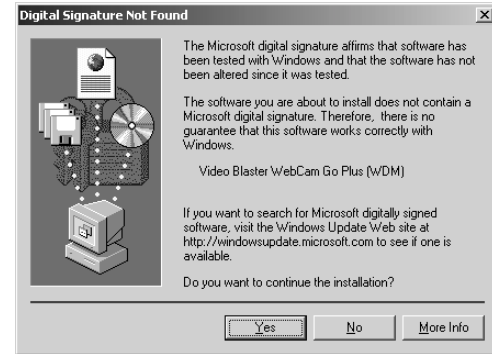 Digital Signature Not Found
The Microsoft digital signature affirms that software has
been tested with Windows and that the software has not
been altered since it was tested.
The software you are about to install does not contain a
Microsoft digital signature. Therefore, there is no
guarantee that this software works correctly with
Windows.
Video Blaster WebCam Go Plus (WDM)
If you want to search for Microsoft digitally signed
software, visit the Windows Update Web site at
http://windowsupdate.microsoft.com to see if one is
available.
Do you want to continue the installation?
Yes No More Info